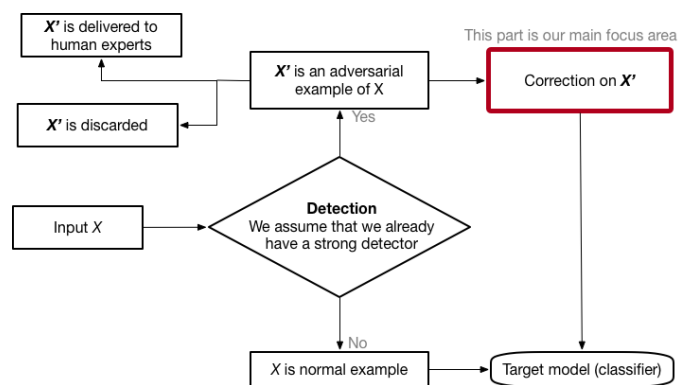 X' is delivered to
human experts
This part is our main focus area
X' is an adversarial
example of X
Correction on X'
X' is discarded
Yes
Detection
We assume that we already
have a strong detector
Input X
No
X is normal example
Target model (classifier)